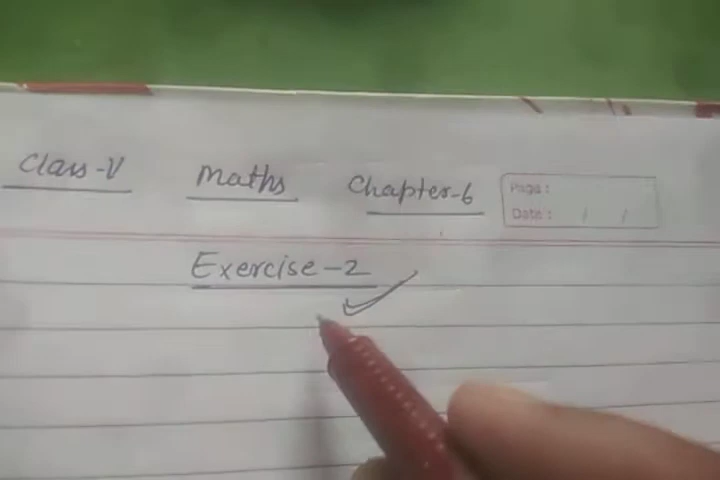 Class-V Maths Chapter-6
Page :
Date : / /
Exercise-2